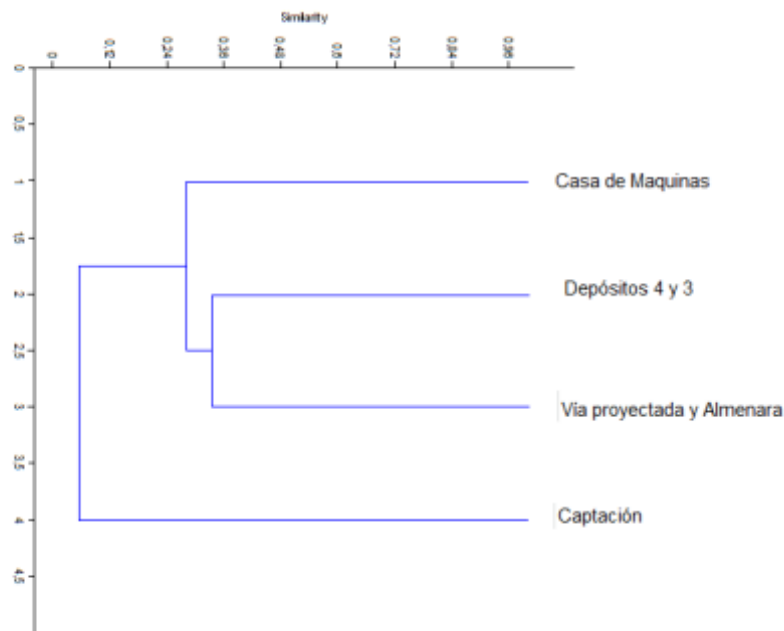 Similarity
0 0,12 0,24 0,36 0,48 0,6 0,72 0,84 0,96
0
0,5
1
Casa de Maquinas
1,5
2
Depósitos 4 y 3
2,5
3
Vía proyectada y Almenara
3,5
4
Captación
4,5